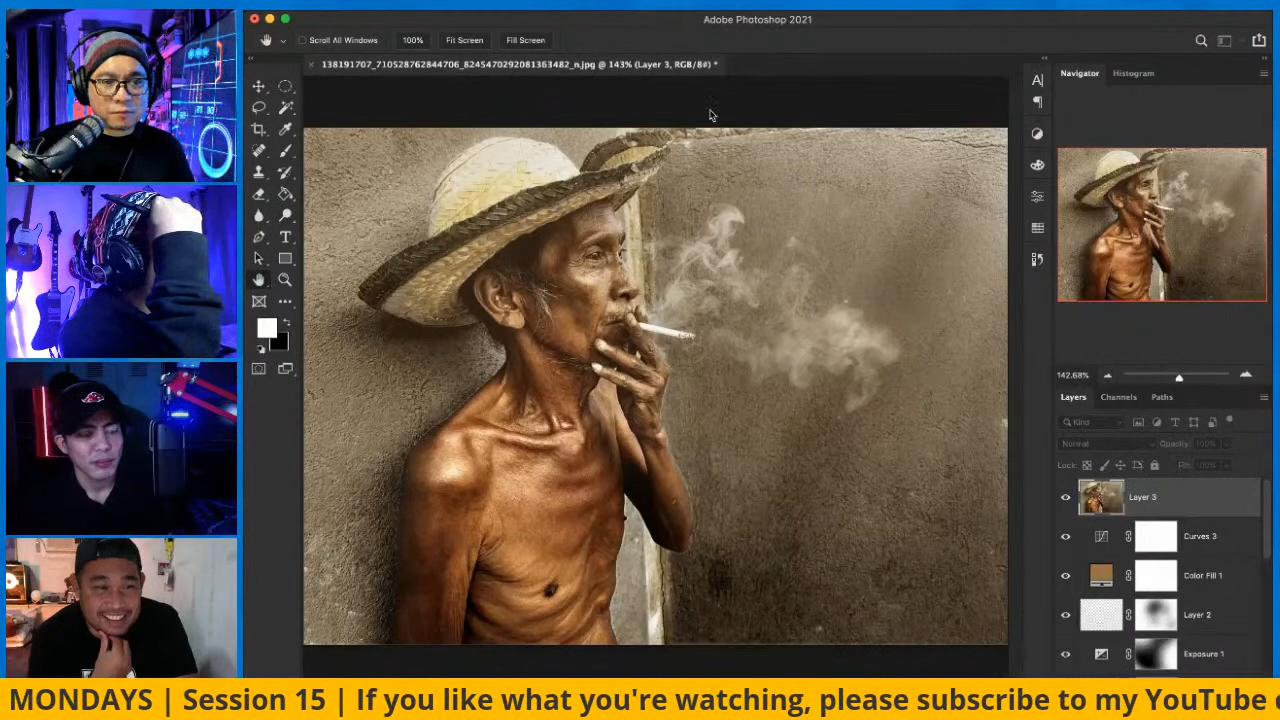 Adobe Photoshop 2021
Scroll All Windows
100%
Fit Screen
Fill Screen
138191707_710528762844706_8245470292081363482_n.jpg @ 143% (Layer 3, RGB/8#) *
Navigator
Histogram
142.68%
Layers
Channels
Paths
Kind
Normal
Opacity: 100%
Lock:
Fill: 100%
Layer 3
Curves 3
Color Fill 1
Layer 2
Exposure 1
MONDAYS | Session 15 | If you like what you're watching, please subscribe to my YouTube